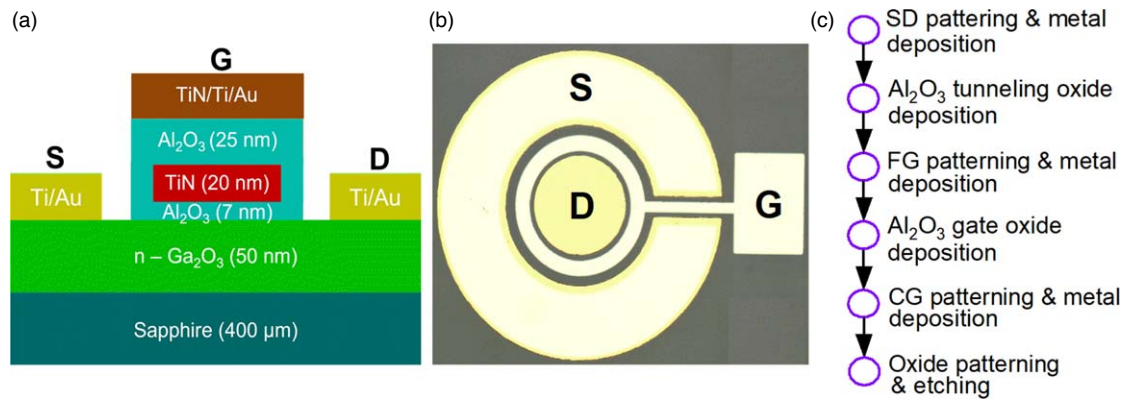 (a)
G
TiN/Ti/Au
Al₂O₃ (25 nm)
S
D
TiN (20 nm)
Ti/Au
Ti/Au
Al₂O₃ (7 nm)
n – Ga₂O₃ (50 nm)
Sapphire (400 µm)
(b)
S
D
G
(c)
SD pattering & metal
deposition
Al₂O₃ tunneling oxide
deposition
FG patterning & metal
deposition
Al₂O₃ gate oxide
deposition
CG patterning & metal
deposition
Oxide patterning
& etching